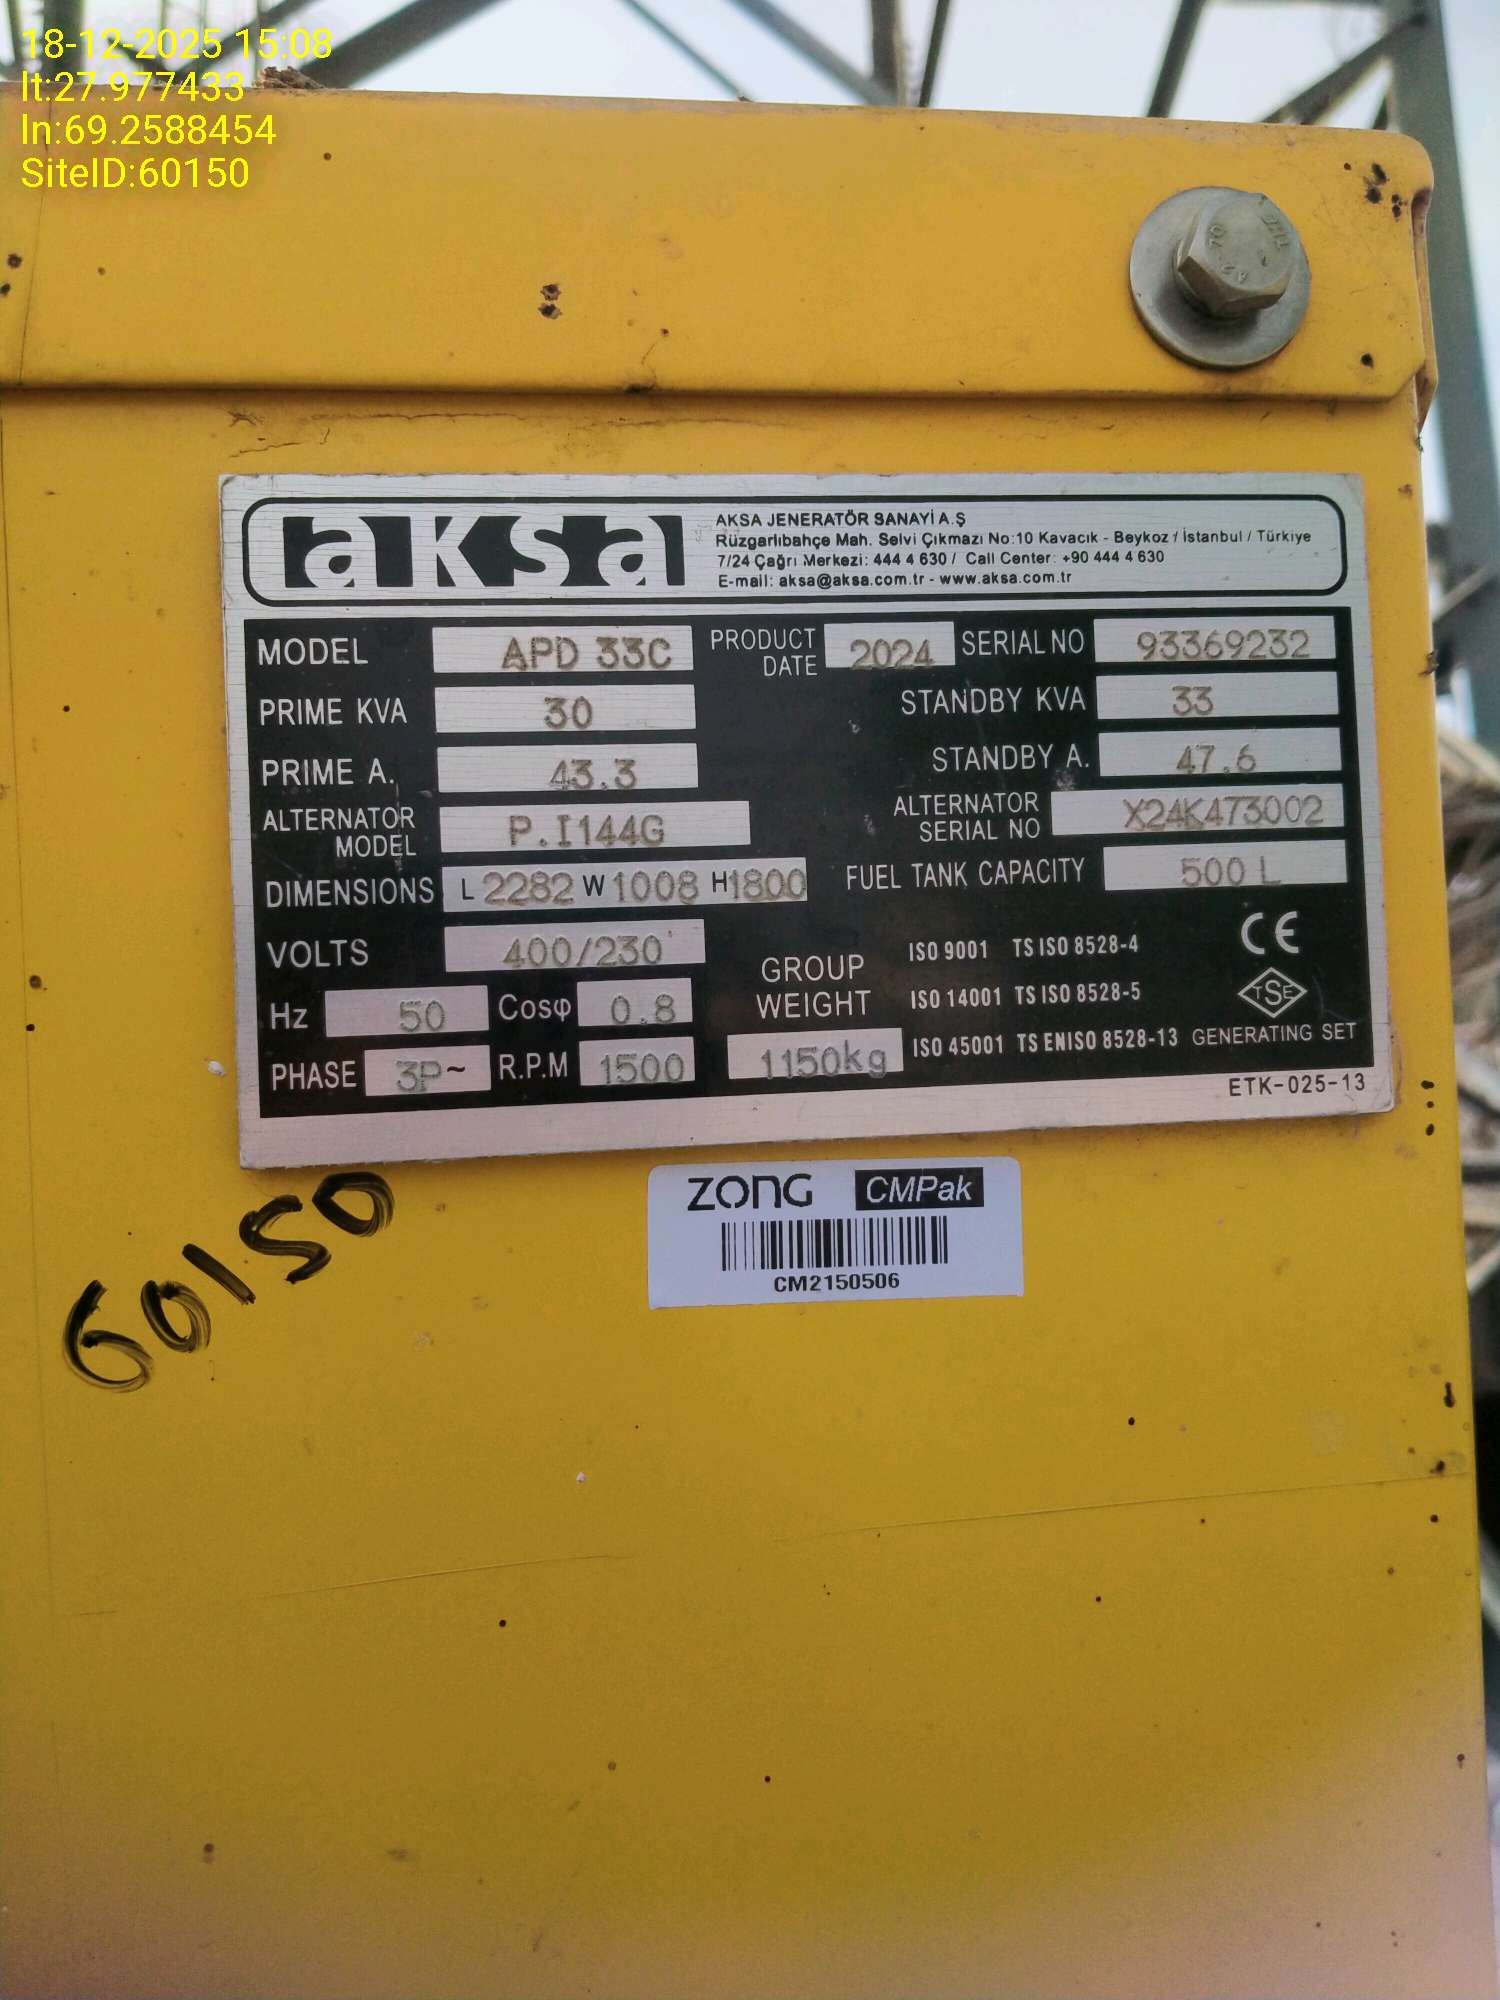 18-12-2025 15:08
lt:27.977433
ln:69.2588454
SiteID:60150
aksa
AKSA JENERATÖR SANAYİ A.Ş
Rüzgarlıbahçe Mah. Selvi Çıkmazı No:10 Kavacık - Beykoz / İstanbul / Türkiye
7/24 Çağrı Merkezi: 444 4 630 / Call Center: +90 444 4 630
E-mail: aksa@aksa.com.tr - www.aksa.com.tr
MODEL APD 33C PRODUCT DATE 2024 SERIAL NO 93369232
PRIME KVA 30 STANDBY KVA 33
PRIME A. 43.3 STANDBY A. 47.6
ALTERNATOR MODEL P.I144G ALTERNATOR SERIAL NO X24K473002
DIMENSIONS L 2282 W 1008 H 1800 FUEL TANK CAPACITY 500 L
VOLTS 400/230 GROUP WEIGHT 1150kg
Hz 50 Cosφ 0.8
PHASE 3P~ R.P.M 1500
ISO 9001 TS ISO 8528-4 CE
ISO 14001 TS ISO 8528-5 TSE
ISO 45001 TS ENISO 8528-13 GENERATING SET
ETK-025-13
ZONG CMPak
CM2150506
60150